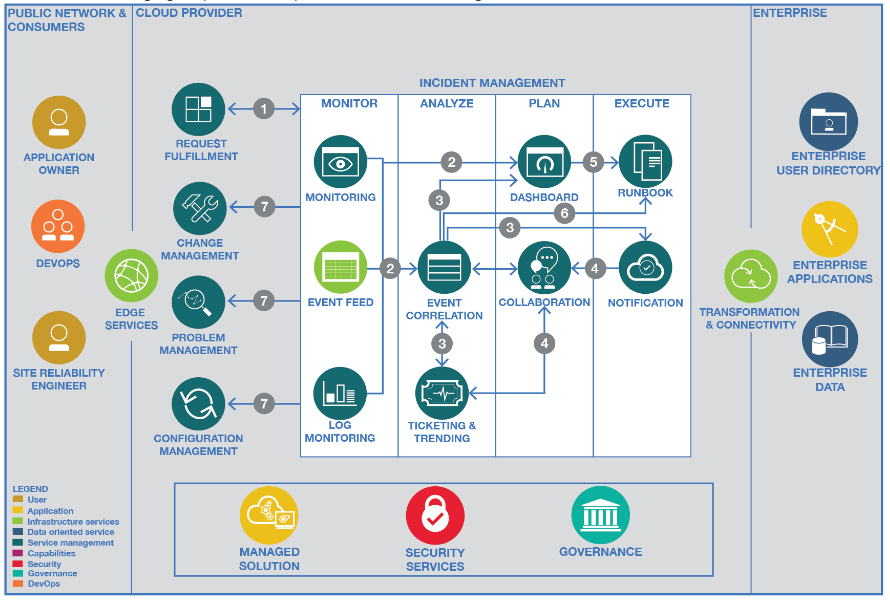 PUBLIC NETWORK &
CONSUMERS
CLOUD PROVIDER
ENTERPRISE
INCIDENT MANAGEMENT
MONITOR
ANALYZE
PLAN
EXECUTE
APPLICATION
OWNER
DEVOPS
SITE RELIABILITY
ENGINEER
EDGE
SERVICES
REQUEST
FULFILLMENT
CHANGE
MANAGEMENT
PROBLEM
MANAGEMENT
CONFIGURATION
MANAGEMENT
1
7
7
7
MONITORING
EVENT FEED
LOG
MONITORING
2
2
3
3
3
EVENT
CORRELATION
TICKETING &
TRENDING
DASHBOARD
COLLABORATION
4
4
5
6
RUNBOOK
NOTIFICATION
TRANSFORMATION
& CONNECTIVITY
ENTERPRISE
USER DIRECTORY
ENTERPRISE
APPLICATIONS
ENTERPRISE
DATA
LEGEND
User
Application
Infrastructure services
Data oriented service
Service management
Capabilities
Security
Governance
DevOps
MANAGED
SOLUTION
SECURITY
SERVICES
GOVERNANCE